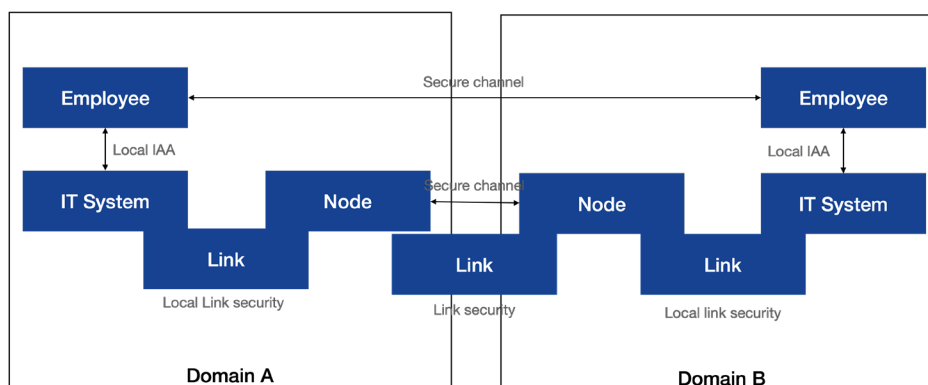 Employee
Secure channel
Employee
Local IAA
Local IAA
IT System
Node
Secure channel
Node
IT System
Link
Link
Link
Local Link security
Link security
Local link security
Domain A
Domain B